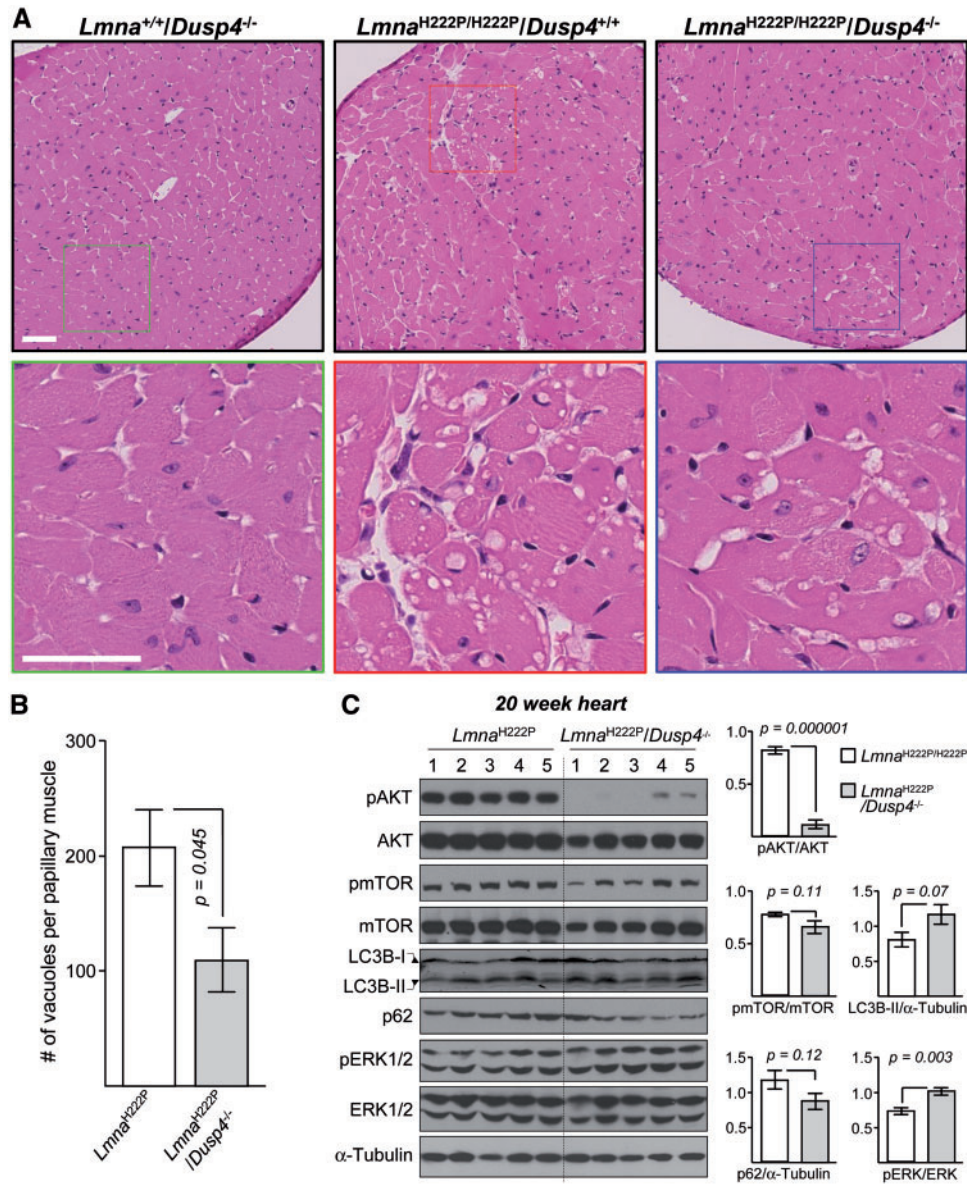 A
Lmna+/+/Dusp4-/-
LmnaH222P/H222P/Dusp4+/+
LmnaH222P/H222P/Dusp4-/-
B
# of vacuoles per papillary muscle
300
200
100
p = 0.045
LmnaH222P
LmnaH222P
/Dusp4-/-
C
20 week heart
LmnaH222P
LmnaH222P/Dusp4-/-
1 2 3 4 5 1 2 3 4 5
pAKT
AKT
pmTOR
mTOR
LC3B-I
LC3B-II
p62
pERK1/2
ERK1/2
α-Tubulin
p = 0.000001
1.0
0.5
pAKT/AKT
LmnaH222P/H222P
LmnaH222P
/Dusp4-/-
p = 0.11
1.0
0.5
pmTOR/mTOR
p = 0.07
1.5
1.0
0.5
LC3B-II/α-Tubulin
p = 0.12
1.5
1.0
0.5
p62/α-Tubulin
p = 0.003
1.5
1.0
0.5
pERK/ERK